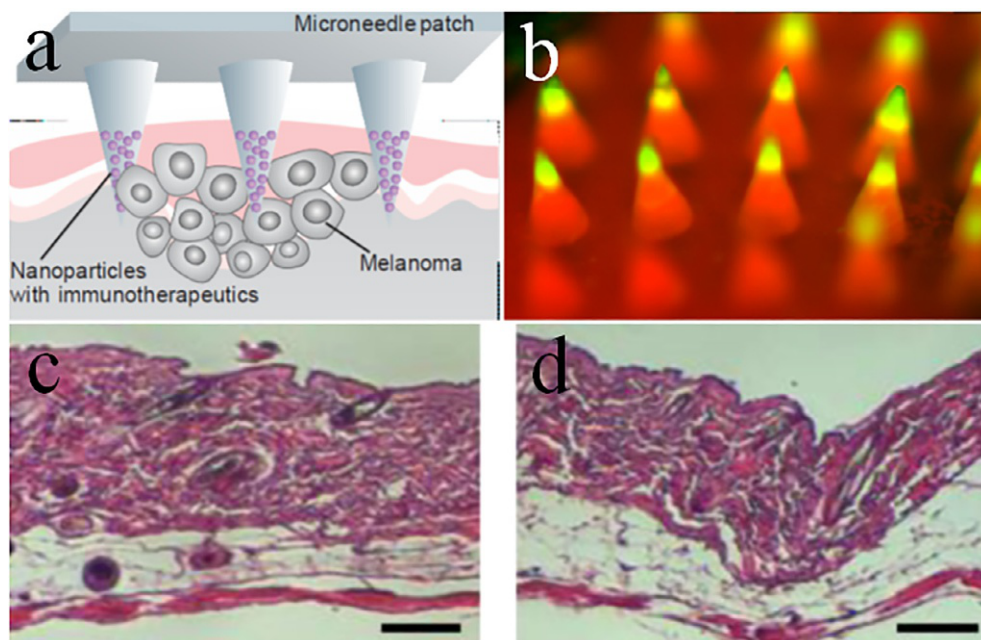 a
Microneedle patch
Nanoparticles
with immunotherapeutics
Melanoma
b
c
d